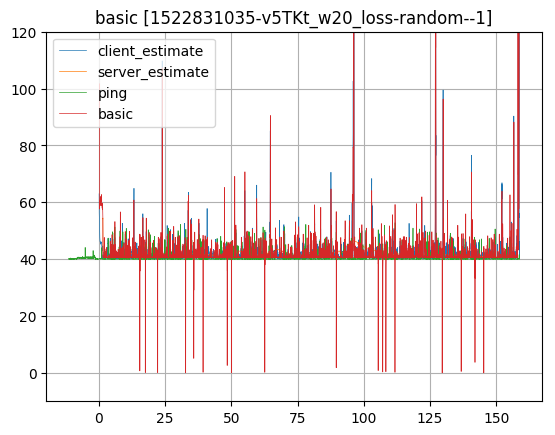 basic [1522831035-v5TKt_w20_loss-random--1]
client_estimate
server_estimate
ping
basic
120
100
80
60
40
20
0
0
25
50
75
100
125
150